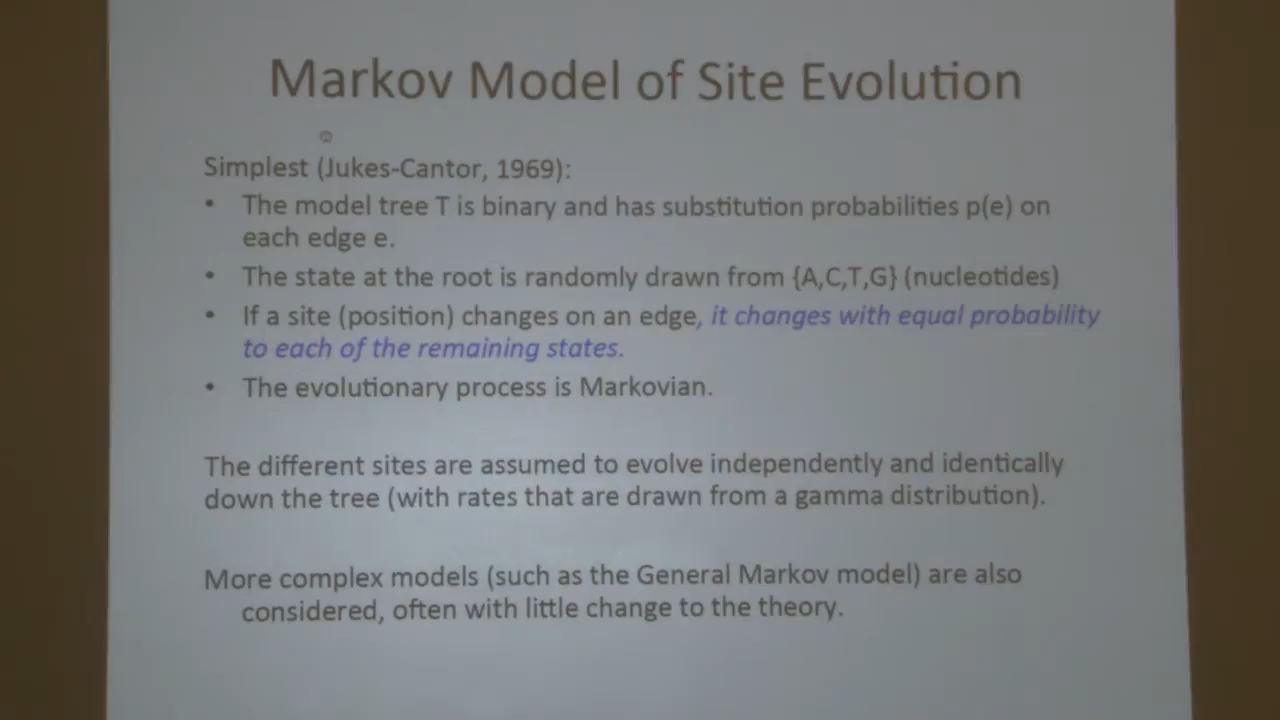 Markov Model of Site Evolution
Simplest (Jukes-Cantor, 1969):
• The model tree T is binary and has substitution probabilities p(e) on
each edge e.
• The state at the root is randomly drawn from {A,C,T,G} (nucleotides)
• If a site (position) changes on an edge, it changes with equal probability
to each of the remaining states.
• The evolutionary process is Markovian.
The different sites are assumed to evolve independently and identically
down the tree (with rates that are drawn from a gamma distribution).
More complex models (such as the General Markov model) are also
considered, often with little change to the theory.